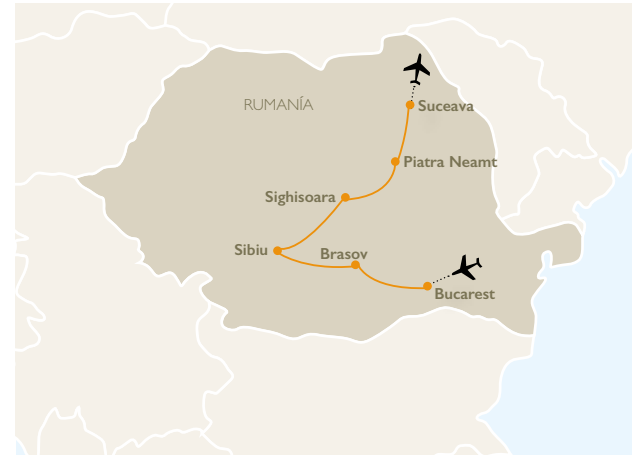 RUMANÍA
Suceava
Piatra Neamt
Sighisoara
Sibiu
Brasov
Bucarest